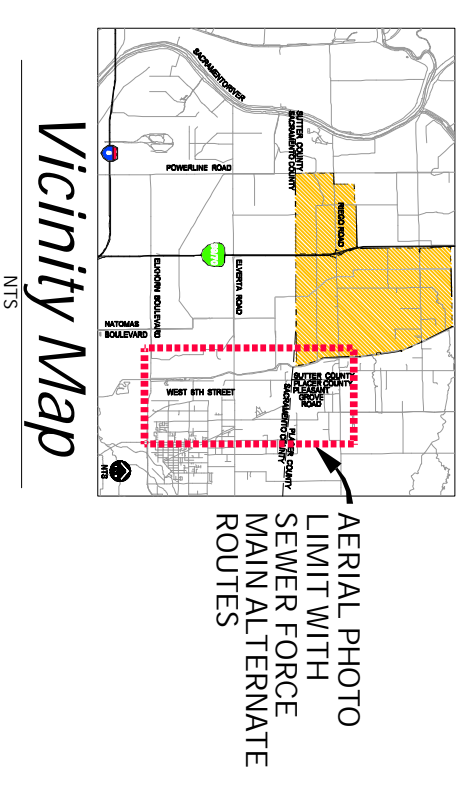 SACRAMENTO RIVER
SUTTER COUNTY
SACRAMENTO COUNTY
POWERLINE ROAD
RIEGO ROAD
ELKHORN BOULEVARD
ELVERTA ROAD
NATOMAS
BOULEVARD
WEST 6TH STREET
SUTTER COUNTY
PLACER COUNTY
PLEASANT
GROVE
ROAD
PLACER COUNTY
SACRAMENTO COUNTY
NTS
AERIAL PHOTO
LIMIT WITH
SEWER FORCE
MAIN ALTERNATE
ROUTES
Vicinity Map
NTS